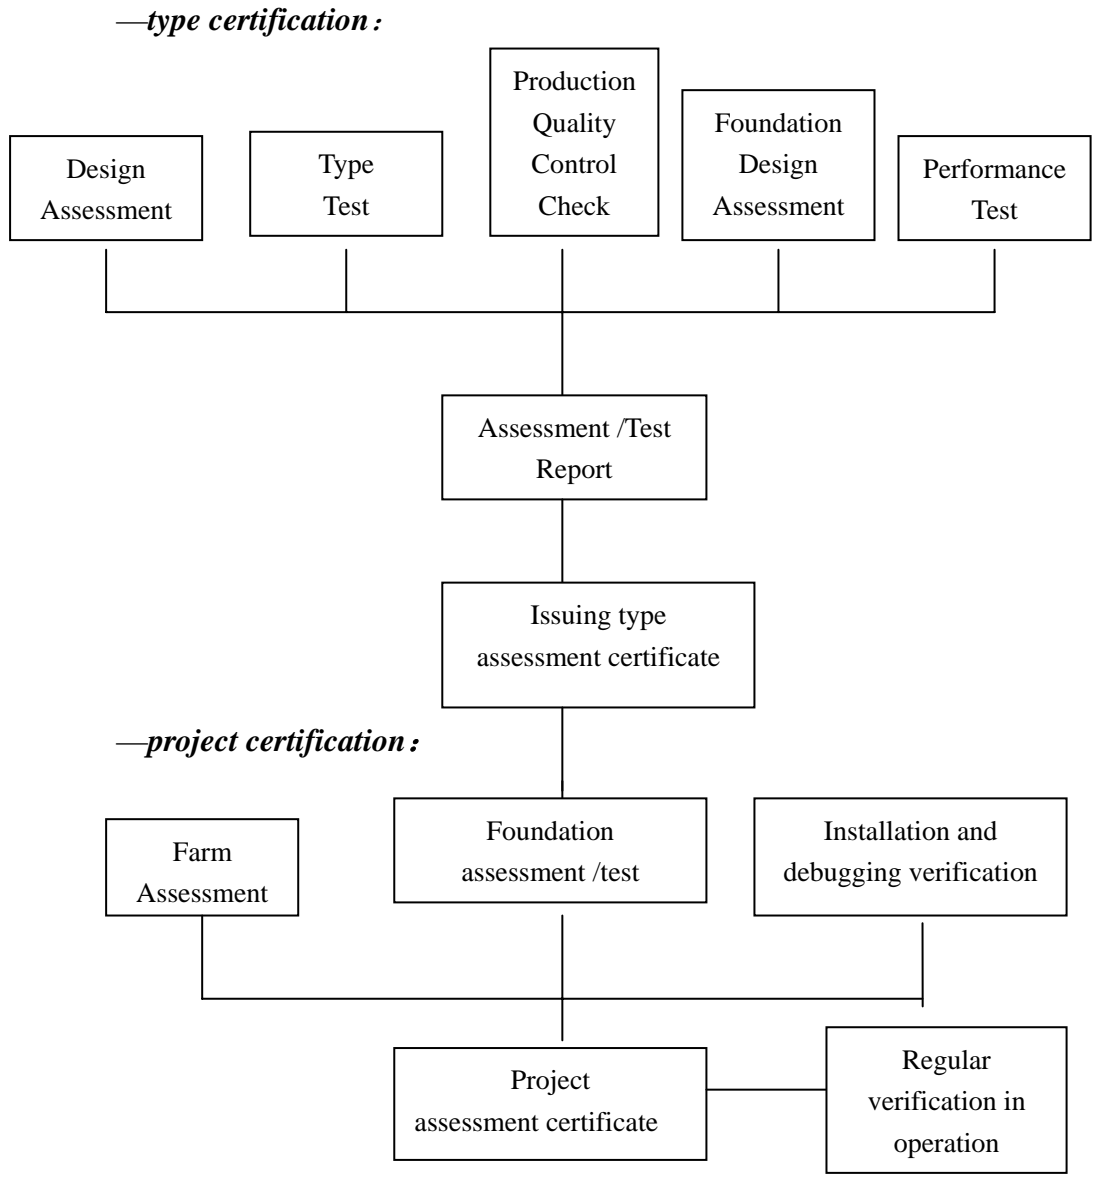 —type certification：
Design
Assessment
Type
Test
Production
Quality
Control
Check
Foundation
Design
Assessment
Performance
Test
Assessment /Test
Report
Issuing type
assessment certificate
—project certification：
Farm
Assessment
Foundation
assessment /test
Installation and
debugging verification
Project
assessment certificate
Regular
verification in
operation